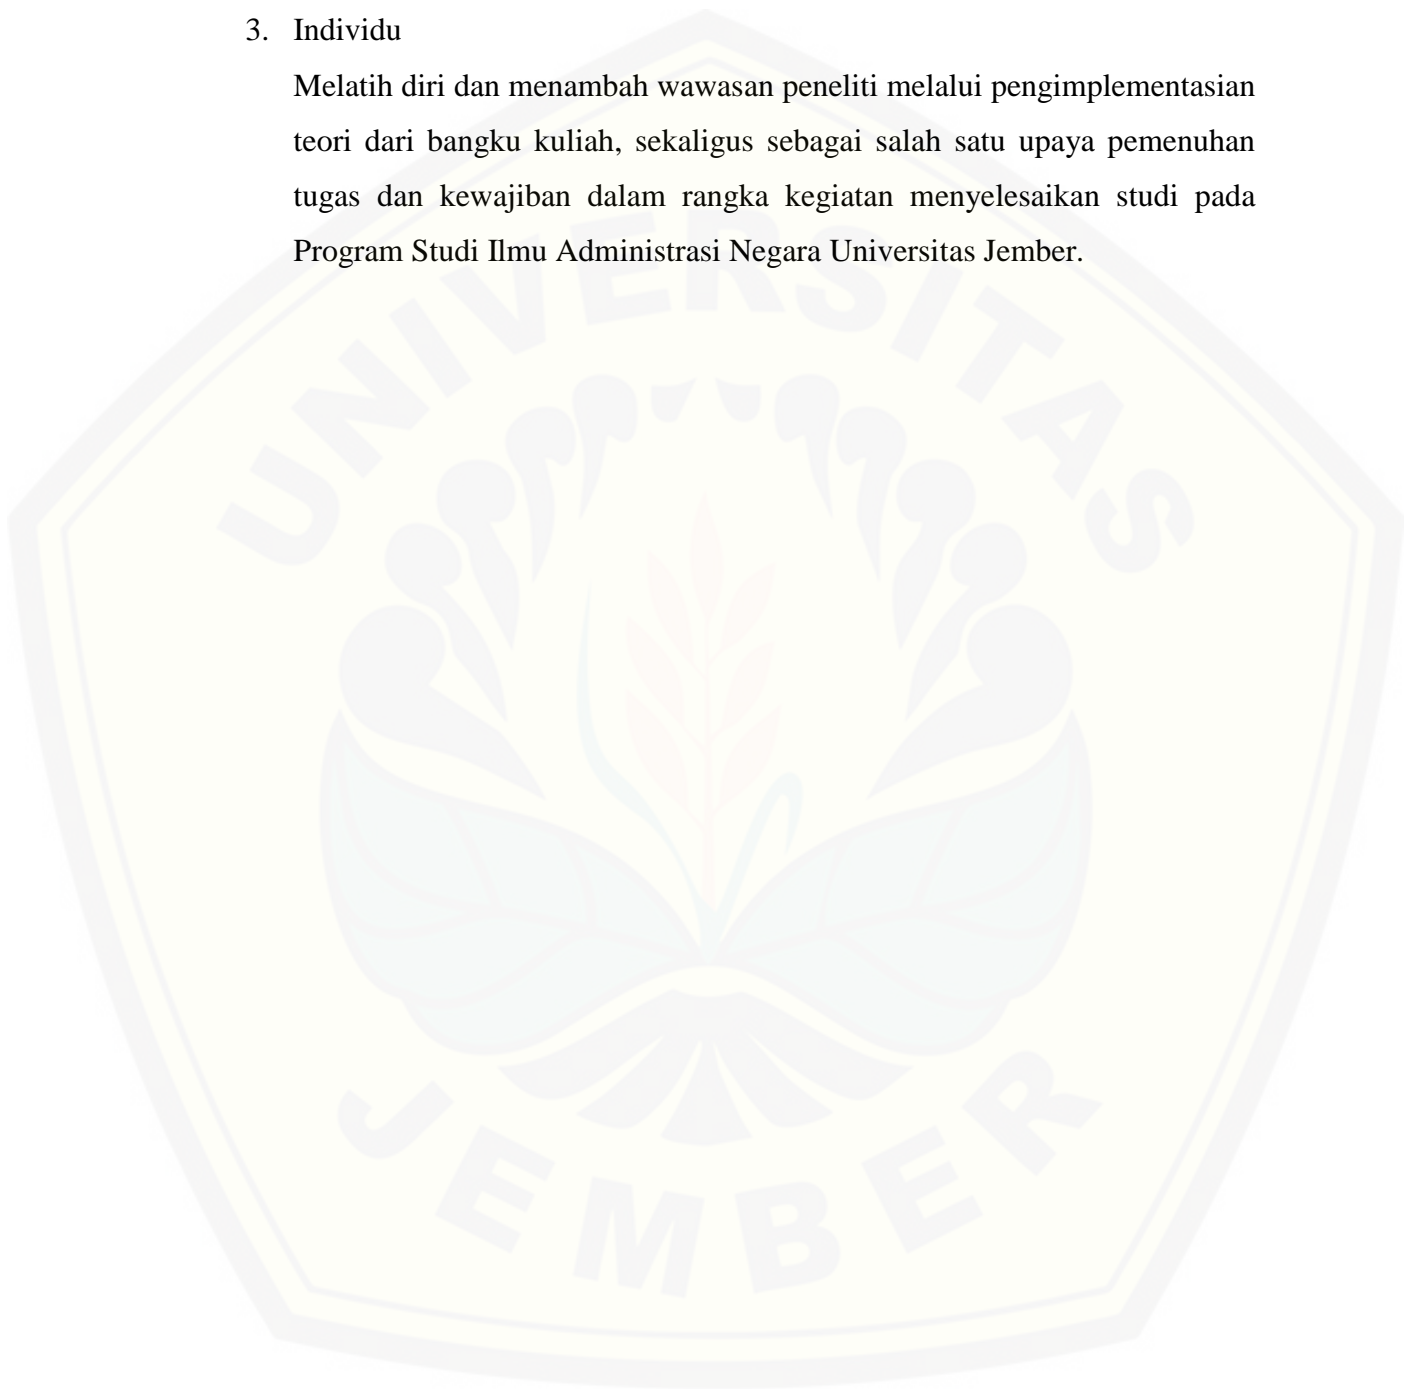 3. Individu
Melatih diri dan menambah wawasan peneliti melalui pengimplementasian
teori dari bangku kuliah, sekaligus sebagai salah satu upaya pemenuhan
tugas dan kewajiban dalam rangka kegiatan menyelesaikan studi pada
Program Studi Ilmu Administrasi Negara Universitas Jember.
UNIVERSITAS
JEMBER